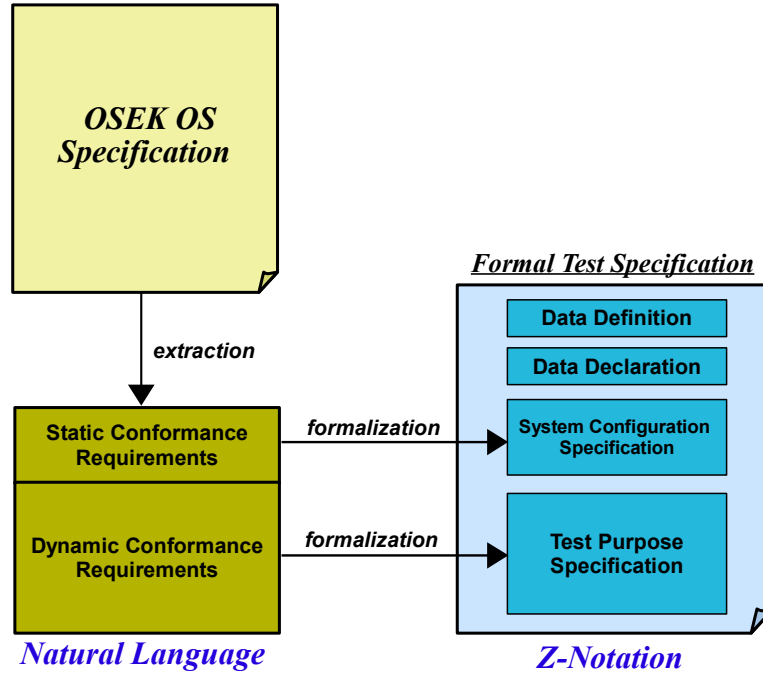 OSEK OS
Specification
extraction
Static Conformance
Requirements
Dynamic Conformance
Requirements
Natural Language
formalization
formalization
Formal Test Specification
Data Definition
Data Declaration
System Configuration
Specification
Test Purpose
Specification
Z-Notation